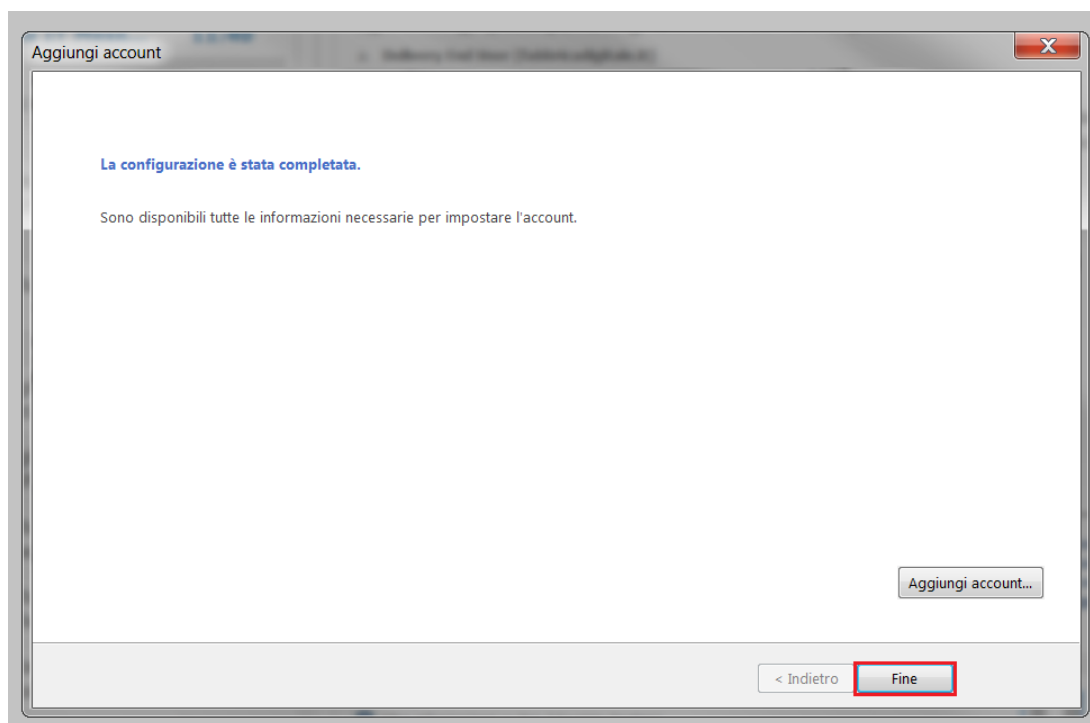 Aggiungi account
La configurazione è stata completata.
Sono disponibili tutte le informazioni necessarie per impostare l'account.
Aggiungi account...
< Indietro
Fine